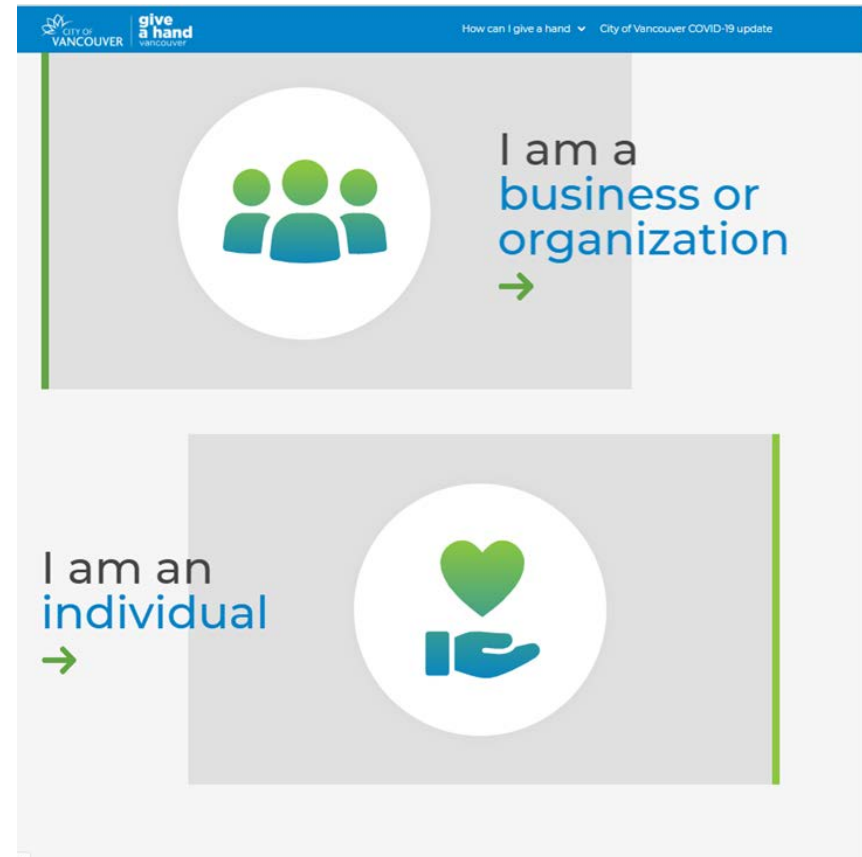 CITY OF
VANCOUVER
give
a hand
vancouver
How can I give a hand
City of Vancouver COVID-19 update
I am a
business or
organization
I am an
individual